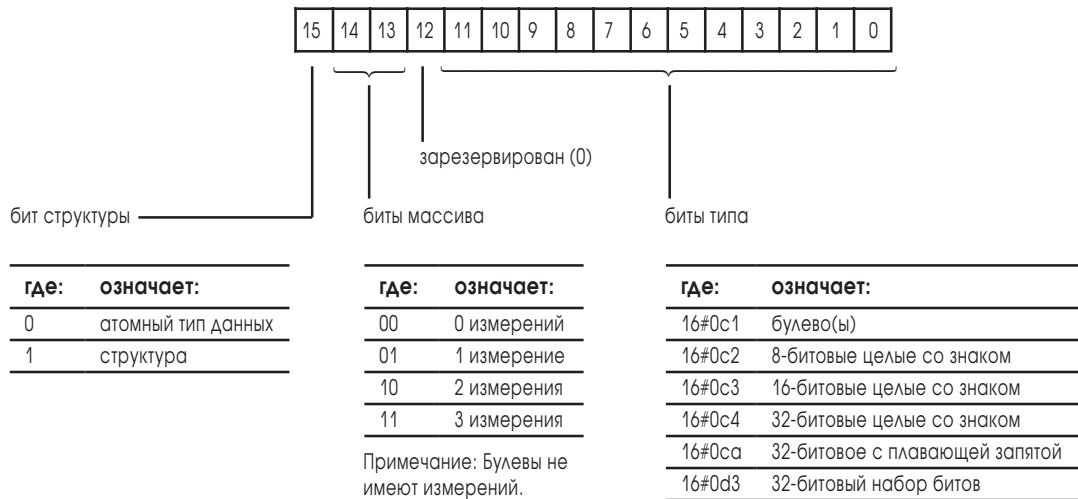 15 14 13 12 11 10 9 8 7 6 5 4 3 2 1 0
зарезервирован (0)
бит структуры
биты массива
биты типа
где: означает:
0 атомный тип данных
1 структура
где: означает:
00 0 измерений
01 1 измерение
10 2 измерения
11 3 измерения
Примечание: Булевы не
имеют измерений.
где: означает:
16#0c1 булево(ы)
16#0c2 8-битовые целые со знаком
16#0c3 16-битовые целые со знаком
16#0c4 32-битовые целые со знаком
16#0ca 32-битовое с плавающей запятой
16#0d3 32-битовый набор битов